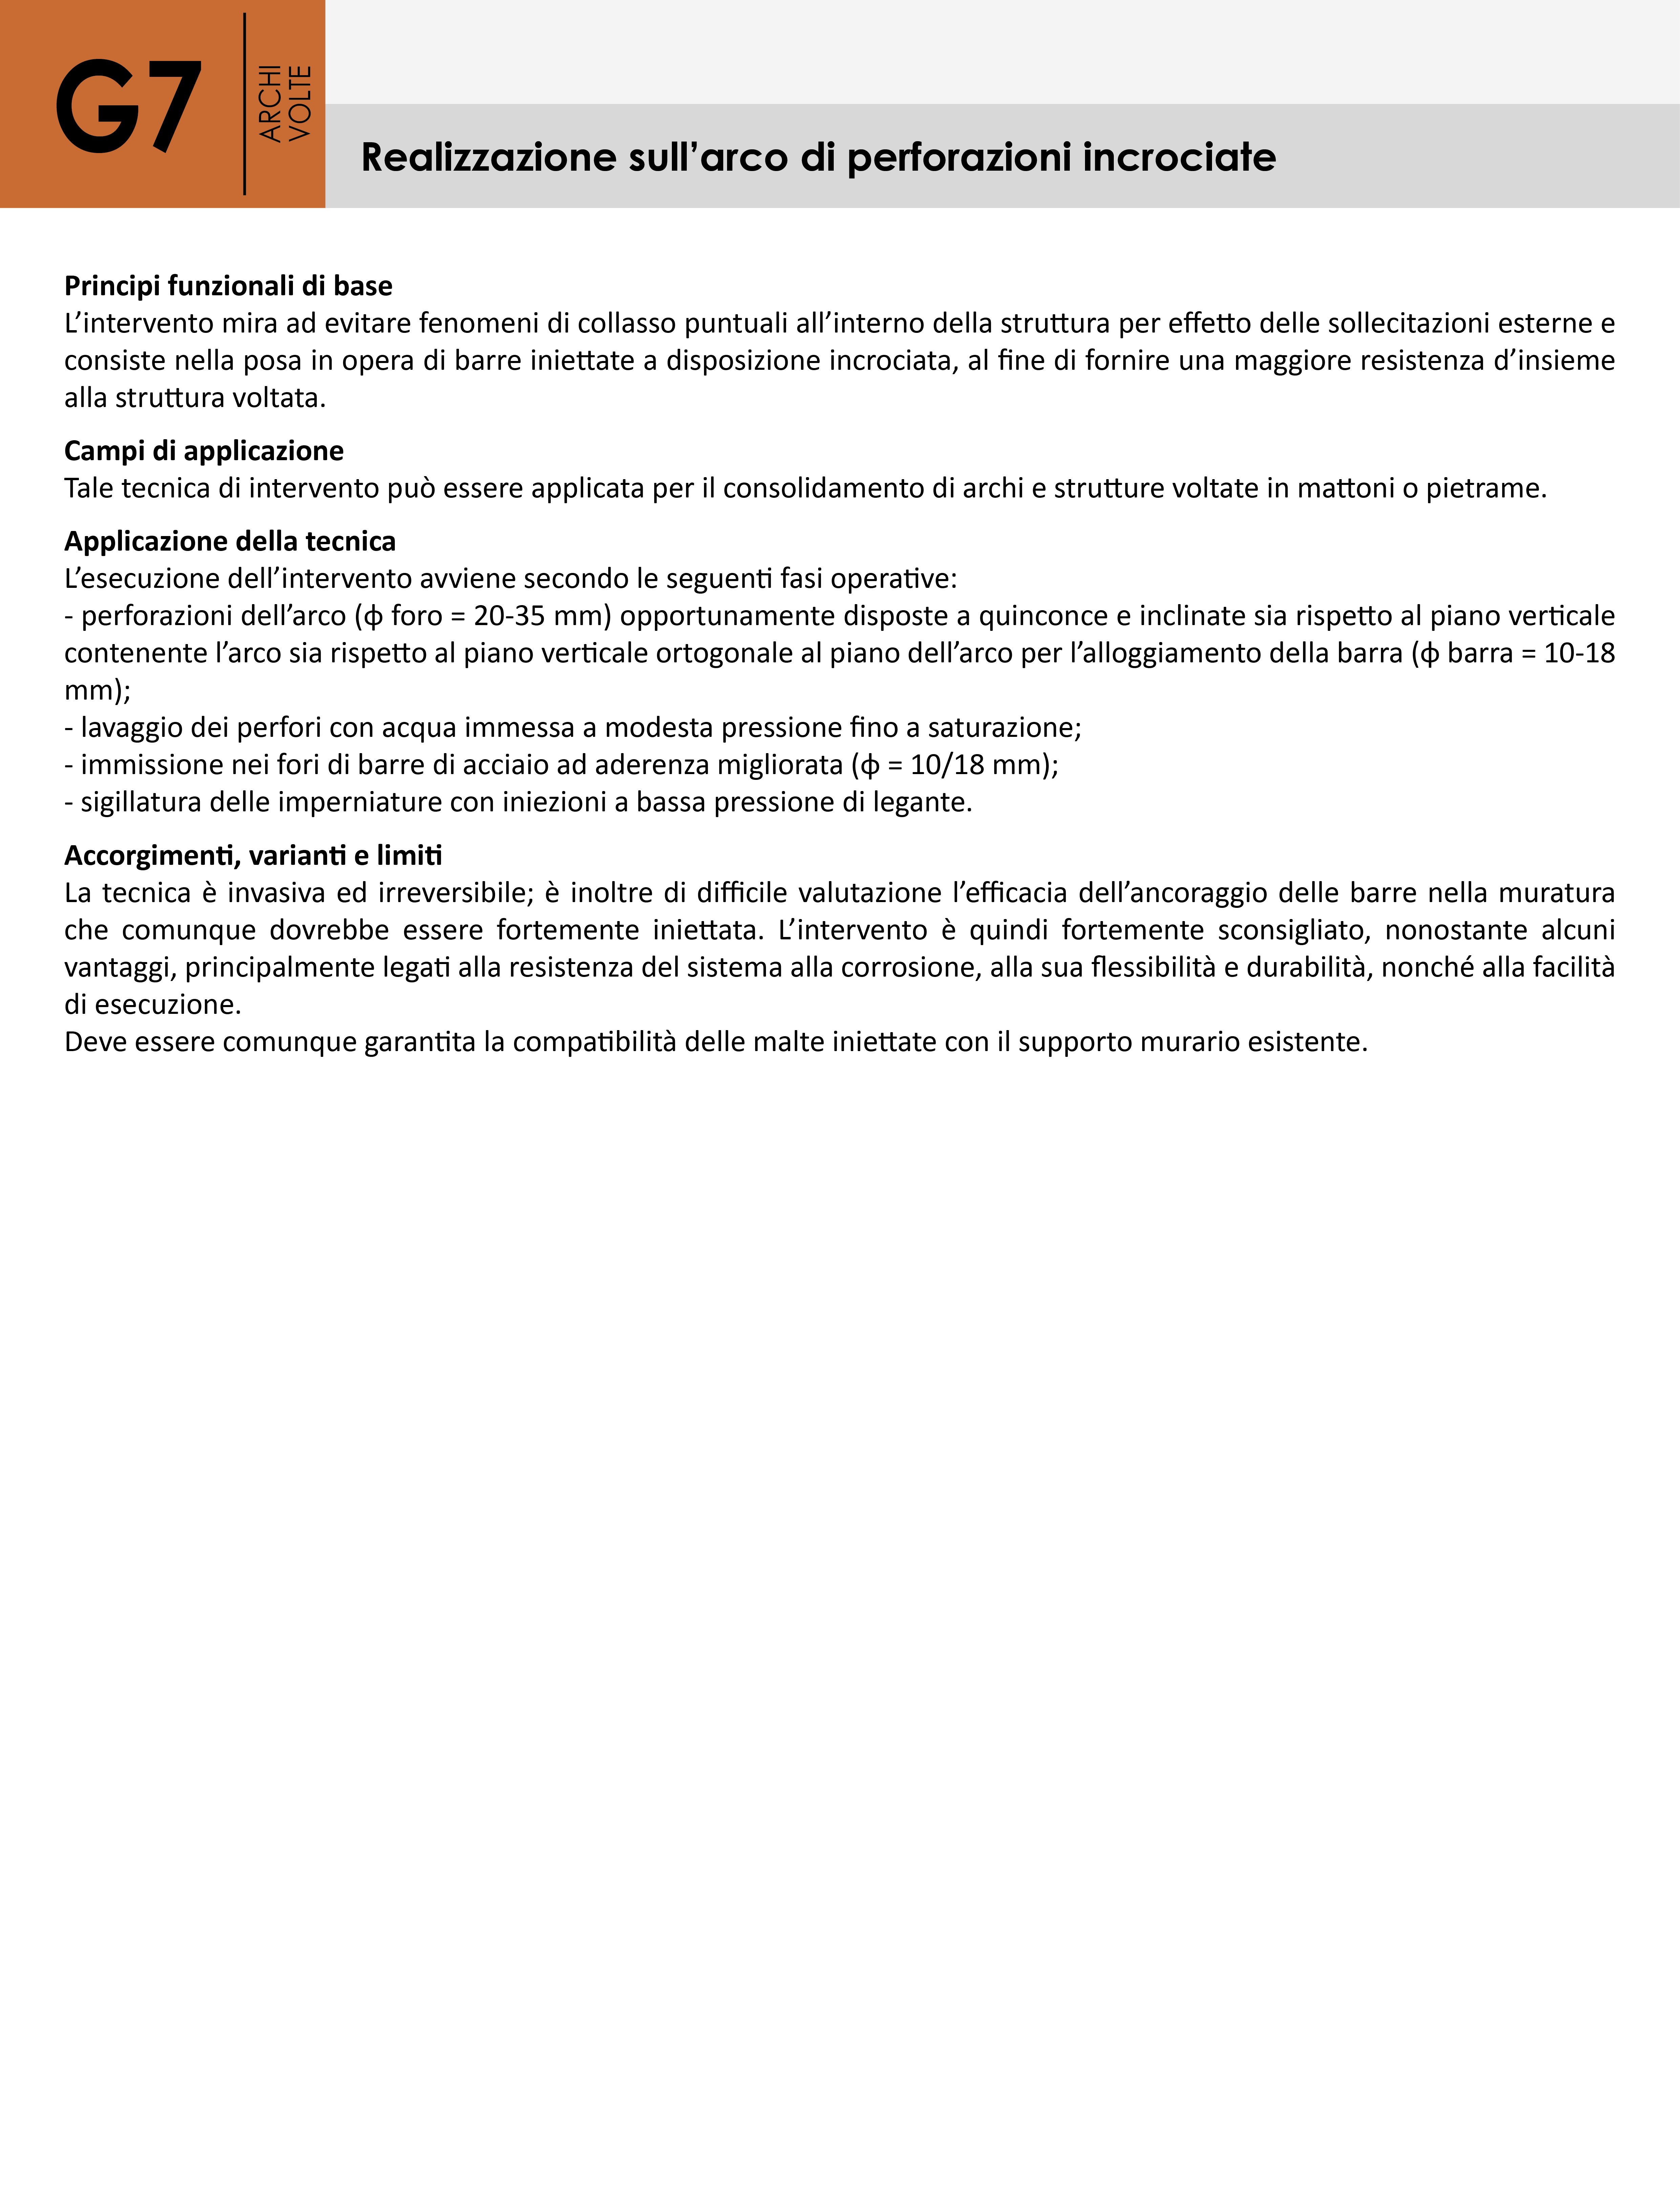 G7
ARCHI
VOLTE
Realizzazione sull’arco di perforazioni incrociate
Principi funzionali di base
L’intervento mira ad evitare fenomeni di collasso puntuali all’interno della struttura per effetto delle sollecitazioni esterne e
consiste nella posa in opera di barre iniettate a disposizione incrociata, al fine di fornire una maggiore resistenza d’insieme
alla struttura voltata.
Campi di applicazione
Tale tecnica di intervento può essere applicata per il consolidamento di archi e strutture voltate in mattoni o pietrame.
Applicazione della tecnica
L’esecuzione dell’intervento avviene secondo le seguenti fasi operative:
- perforazioni dell’arco (ϕ foro = 20-35 mm) opportunamente disposte a quinconce e inclinate sia rispetto al piano verticale
contenente l’arco sia rispetto al piano verticale ortogonale al piano dell’arco per l’alloggiamento della barra (ϕ barra = 10-18
mm);
- lavaggio dei perfori con acqua immessa a modesta pressione fino a saturazione;
- immissione nei fori di barre di acciaio ad aderenza migliorata (ϕ = 10/18 mm);
- sigillatura delle imperniature con iniezioni a bassa pressione di legante.
Accorgimenti, varianti e limiti
La tecnica è invasiva ed irreversibile; è inoltre di difficile valutazione l’efficacia dell’ancoraggio delle barre nella muratura
che comunque dovrebbe essere fortemente iniettata. L’intervento è quindi fortemente sconsigliato, nonostante alcuni
vantaggi, principalmente legati alla resistenza del sistema alla corrosione, alla sua flessibilità e durabilità, nonché alla facilità
di esecuzione.
Deve essere comunque garantita la compatibilità delle malte iniettate con il supporto murario esistente.